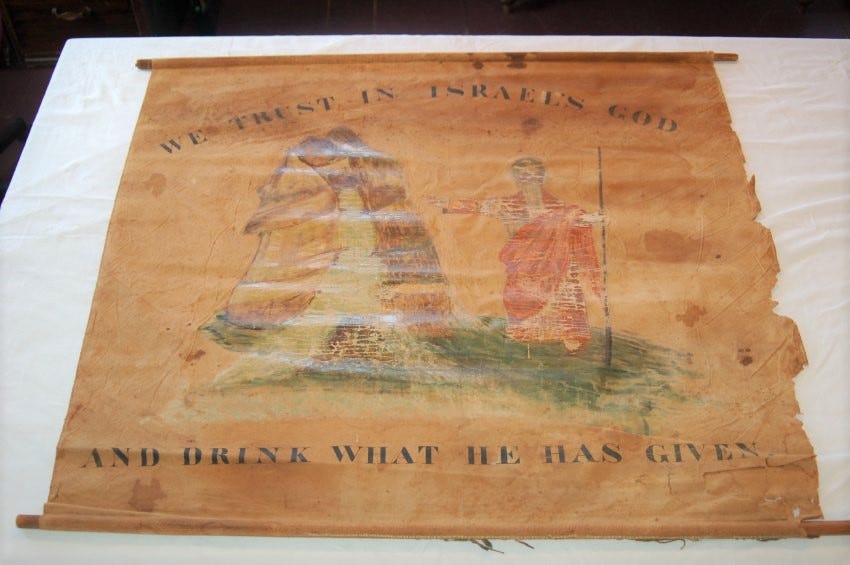 WE TRUST IN ISRAEL'S GOD
AND DRINK WHAT HE HAS GIVEN.